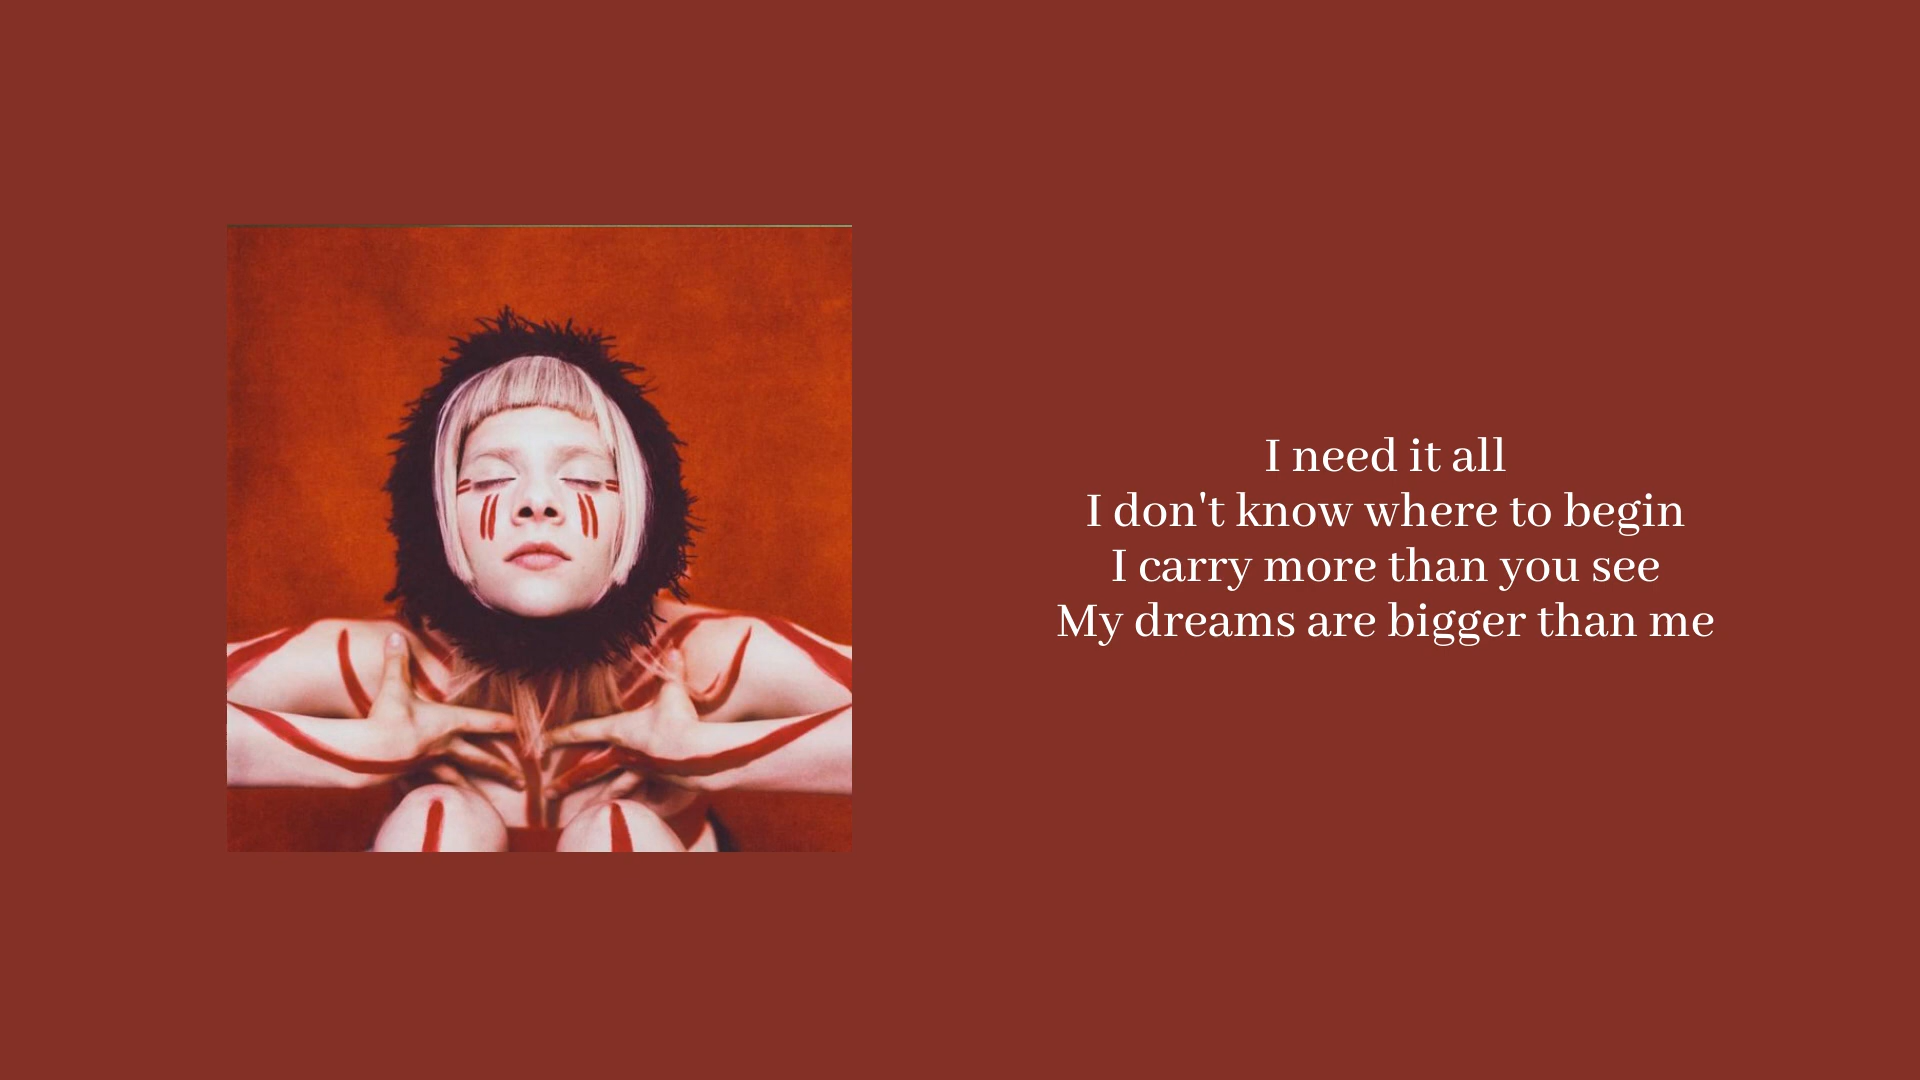 I need it all
I don't know where to begin
I carry more than you see
My dreams are bigger than me